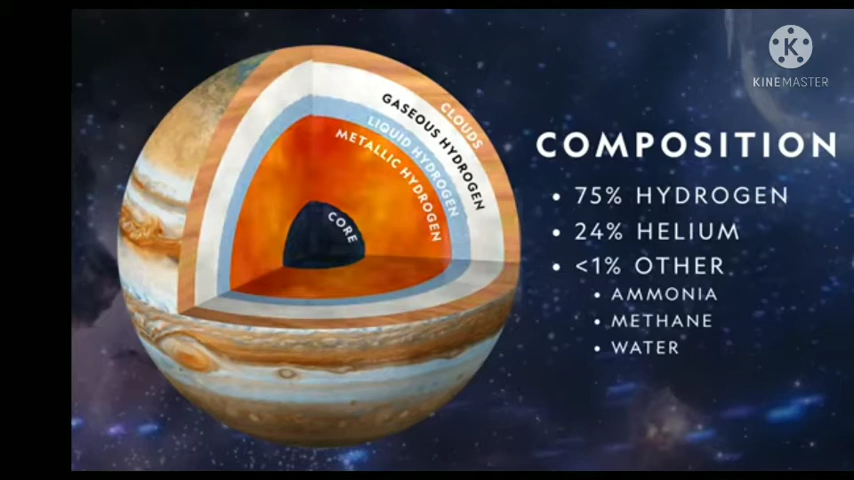 K
KINEMASTER
CLOUDS
GASEOUS HYDROGEN
LIQUID HYDROGEN
METALLIC HYDROGEN
CORE
COMPOSITION
• 75% HYDROGEN
• 24% HELIUM
• <1% OTHER
• AMMONIA
• METHANE
• WATER